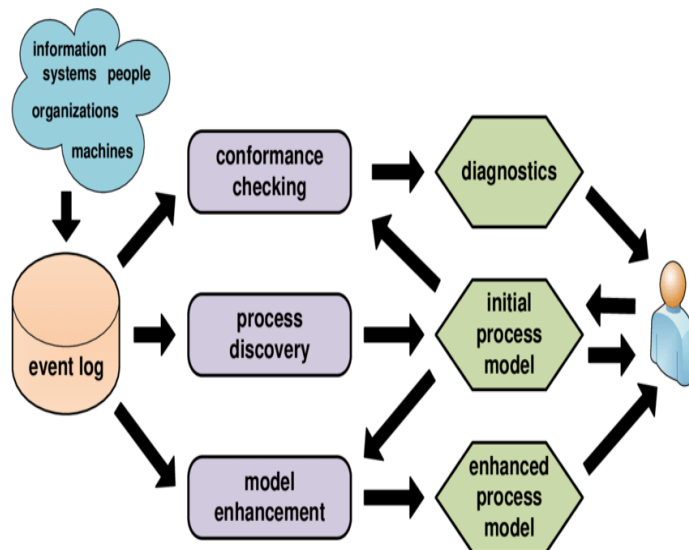 information
systems people
organizations
machines
conformance
checking
diagnostics
event log
process
discovery
initial
process
model
model
enhancement
enhanced
process
model